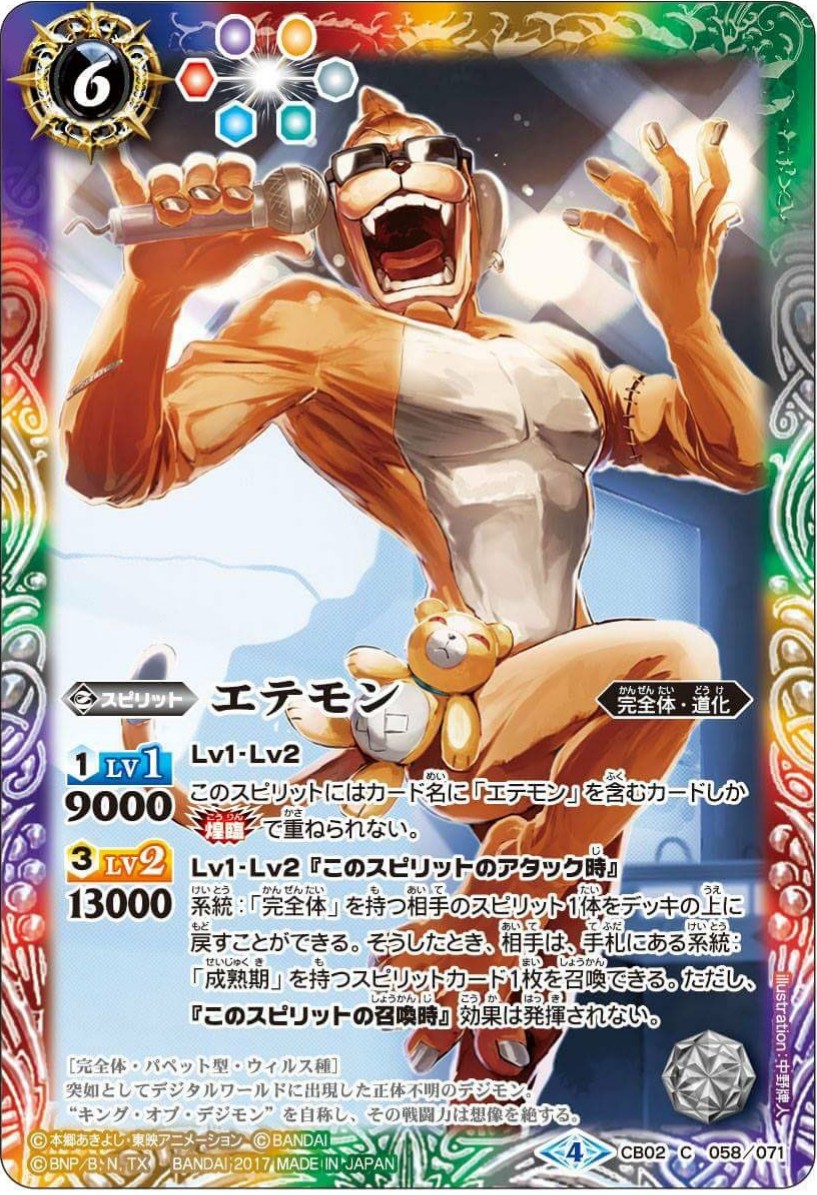 6
スピリット エテモン 完全体・道化
1 LV1
9000
3 LV2
13000
Lv1・Lv2
このスピリットにはカード名に「エテモン」を含むカードしか
煌臨で重ねられない。
Lv1・Lv2『このスピリットのアタック時』
系統:「完全体」を持つ相手のスピリット1体をデッキの上に
戻すことができる。そうしたとき、相手は、手札にある系統:
「成熟期」を持つスピリットカード1枚を召喚できる。ただし、
『このスピリットの召喚時』効果は発揮されない。
[完全体・パペット型・ウィルス種]
突如としてデジタルワールドに出現した正体不明のデジモン。
“キング・オブ・デジモン”を自称し、その戦闘力は想像を絶する。
illustration:中野牌人
©本郷あきよし・東映アニメーション ©BANDAI
©BNP/B, N, TX BANDAI 2017 MADE IN JAPAN
4 CB02 C 058/071